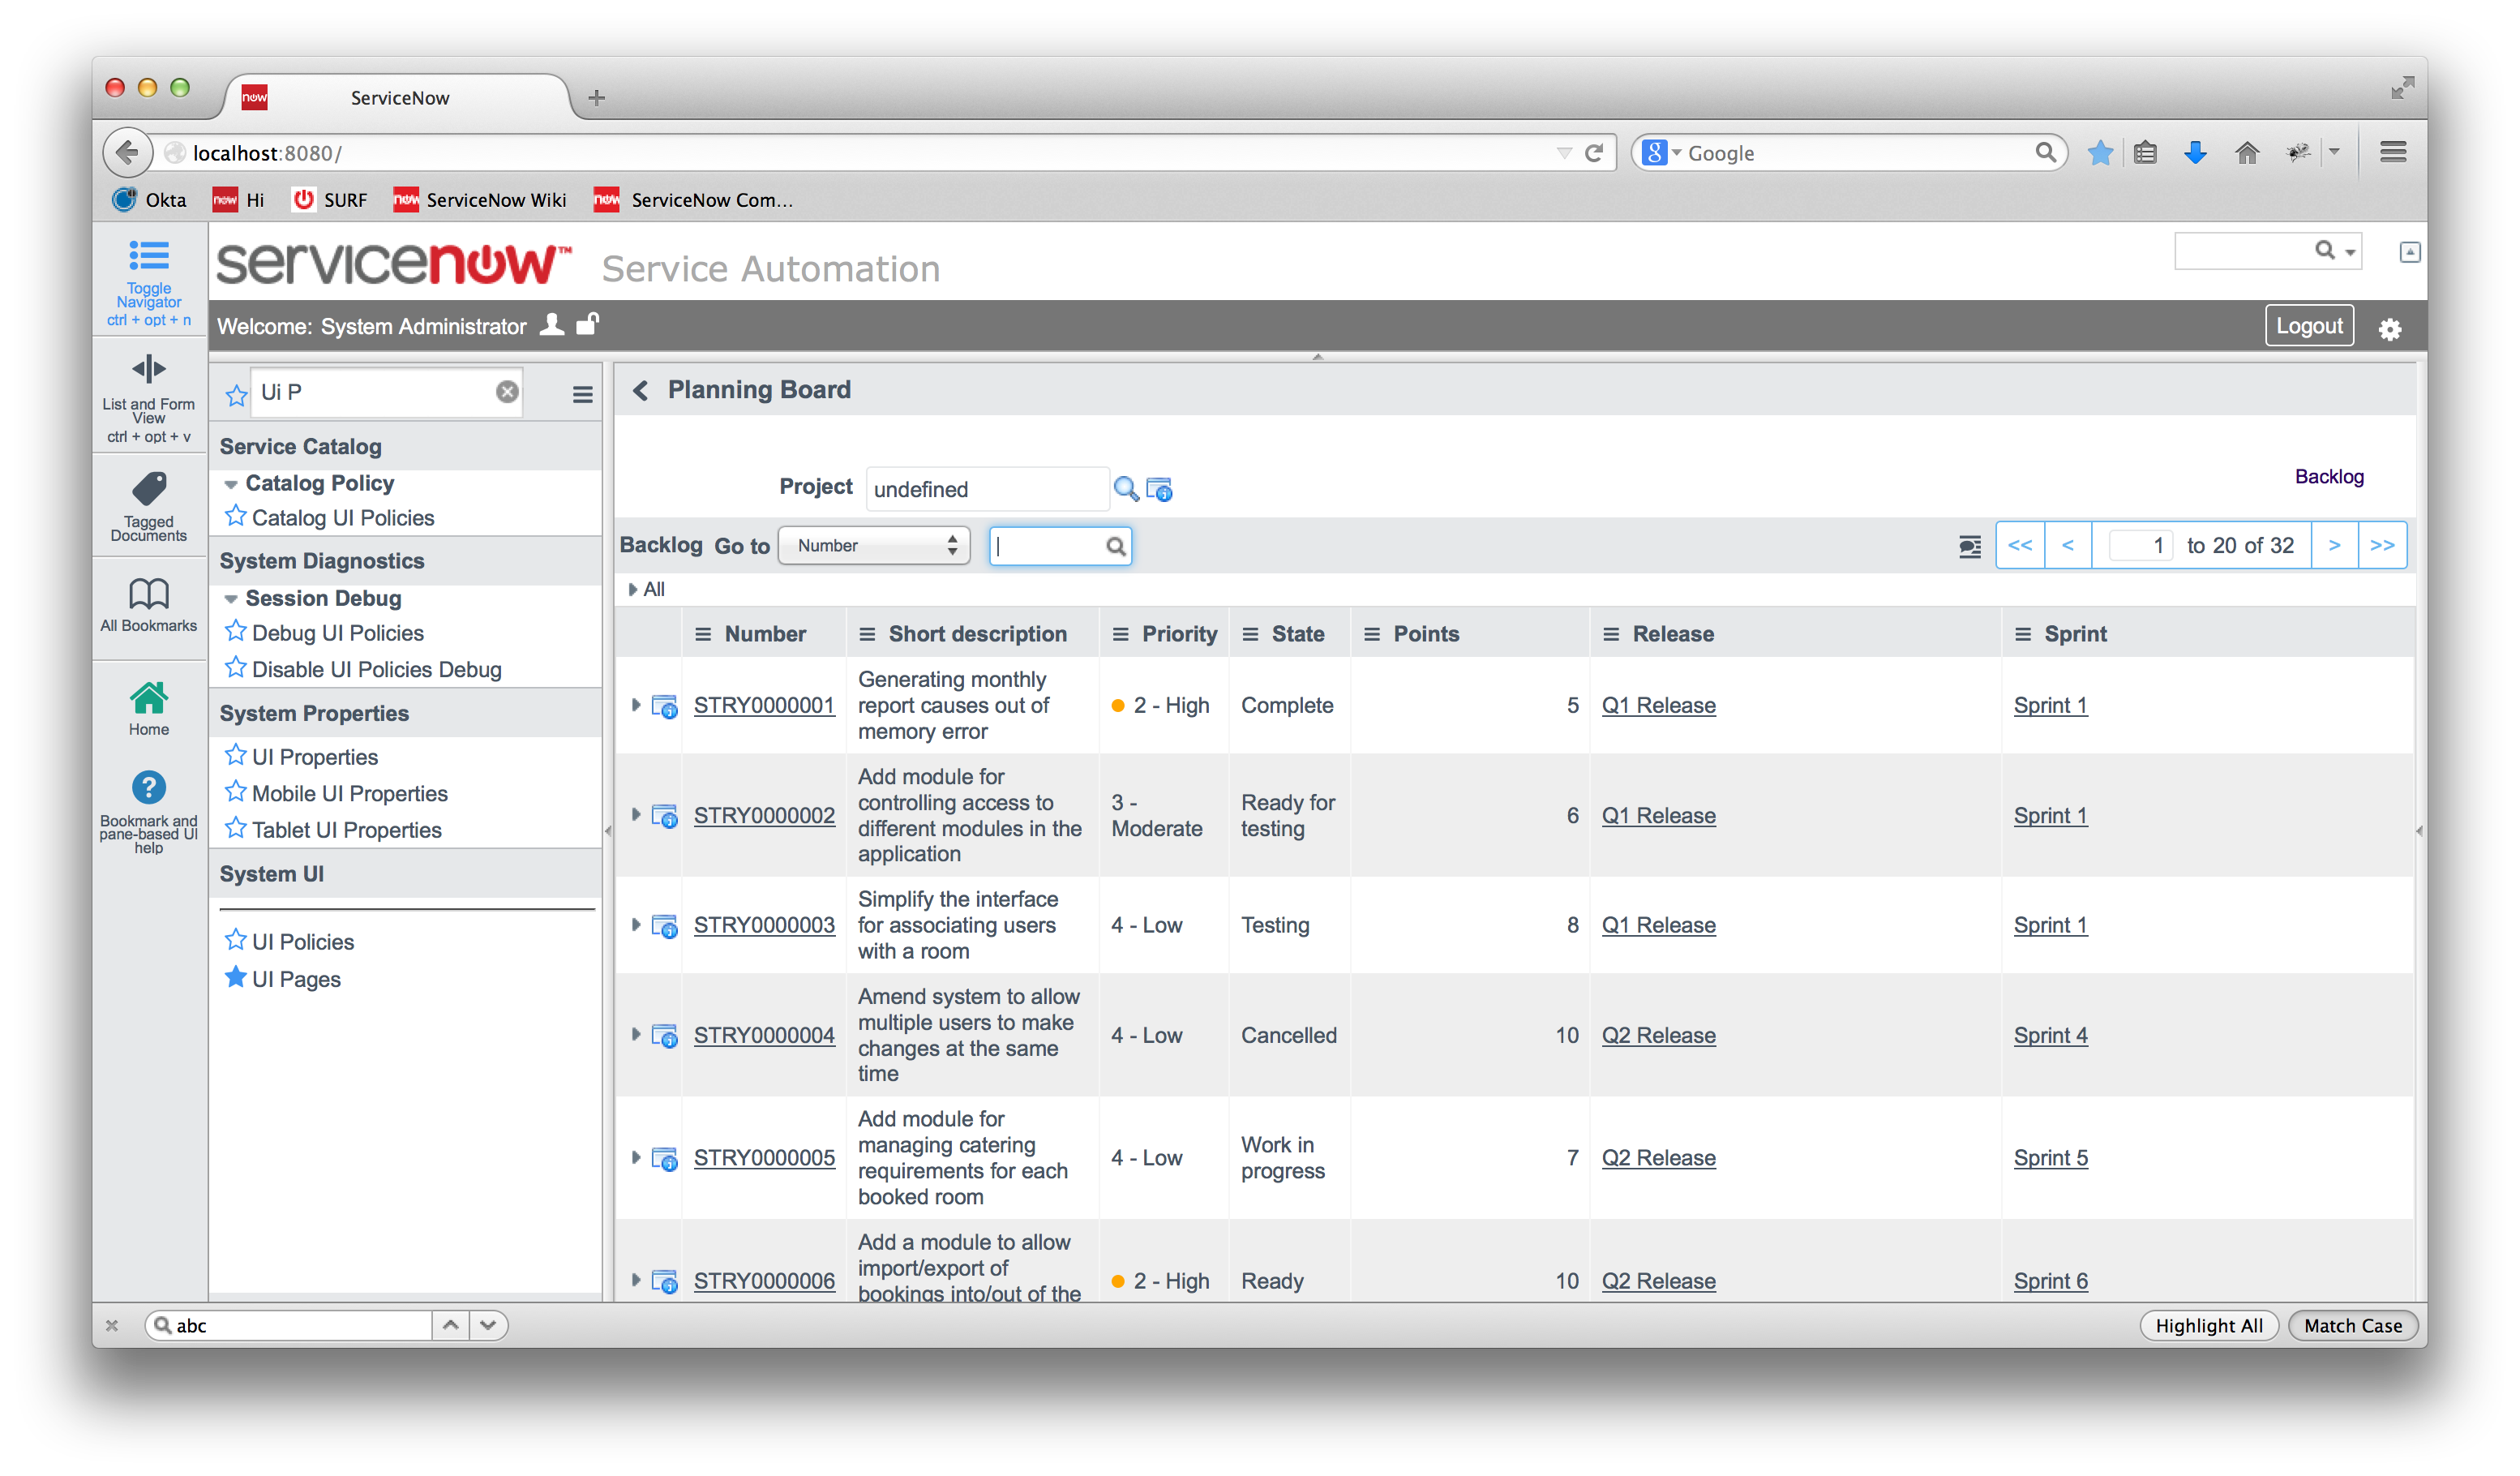 now ServiceNow
localhost:8080/
Google
Okta now Hi SURF now ServiceNow Wiki now ServiceNow Com...
Toggle
Navigator
ctrl + opt + n
List and Form
View
ctrl + opt + v
Tagged
Documents
All Bookmarks
Home
Bookmark and
pane-based UI
help
servicenow™ Service Automation
Welcome: System Administrator
Logout
Ui P
Service Catalog
Catalog Policy
Catalog UI Policies
System Diagnostics
Session Debug
Debug UI Policies
Disable UI Policies Debug
System Properties
UI Properties
Mobile UI Properties
Tablet UI Properties
System UI
UI Policies
UI Pages
Planning Board
Project undefined
Backlog
Backlog Go to Number
<< < 1 to 20 of 32 > >>
All
Number Short description Priority State Points Release Sprint
STRY0000001 Generating monthly
report causes out of
memory error
2 - High Complete 5 Q1 Release Sprint 1
STRY0000002 Add module for
controlling access to
different modules in the
application
3 -
Moderate
Ready for
testing
6 Q1 Release Sprint 1
STRY0000003 Simplify the interface
for associating users
with a room
4 - Low Testing 8 Q1 Release Sprint 1
STRY0000004 Amend system to allow
multiple users to make
changes at the same
time
4 - Low Cancelled 10 Q2 Release Sprint 4
STRY0000005 Add module for
managing catering
requirements for each
booked room
4 - Low Work in
progress
7 Q2 Release Sprint 5
STRY0000006 Add a module to allow
import/export of
bookings into/out of the
2 - High Ready 10 Q2 Release Sprint 6
abc
Highlight All Match Case